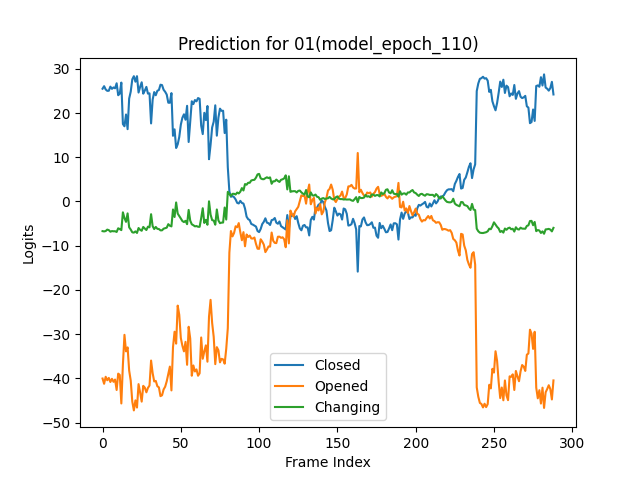 Prediction for 01(model_epoch_110)
30
20
10
0
−10
−20
−30
−40
−50
Logits
Closed
Opened
Changing
0 50 100 150 200 250 300
Frame Index